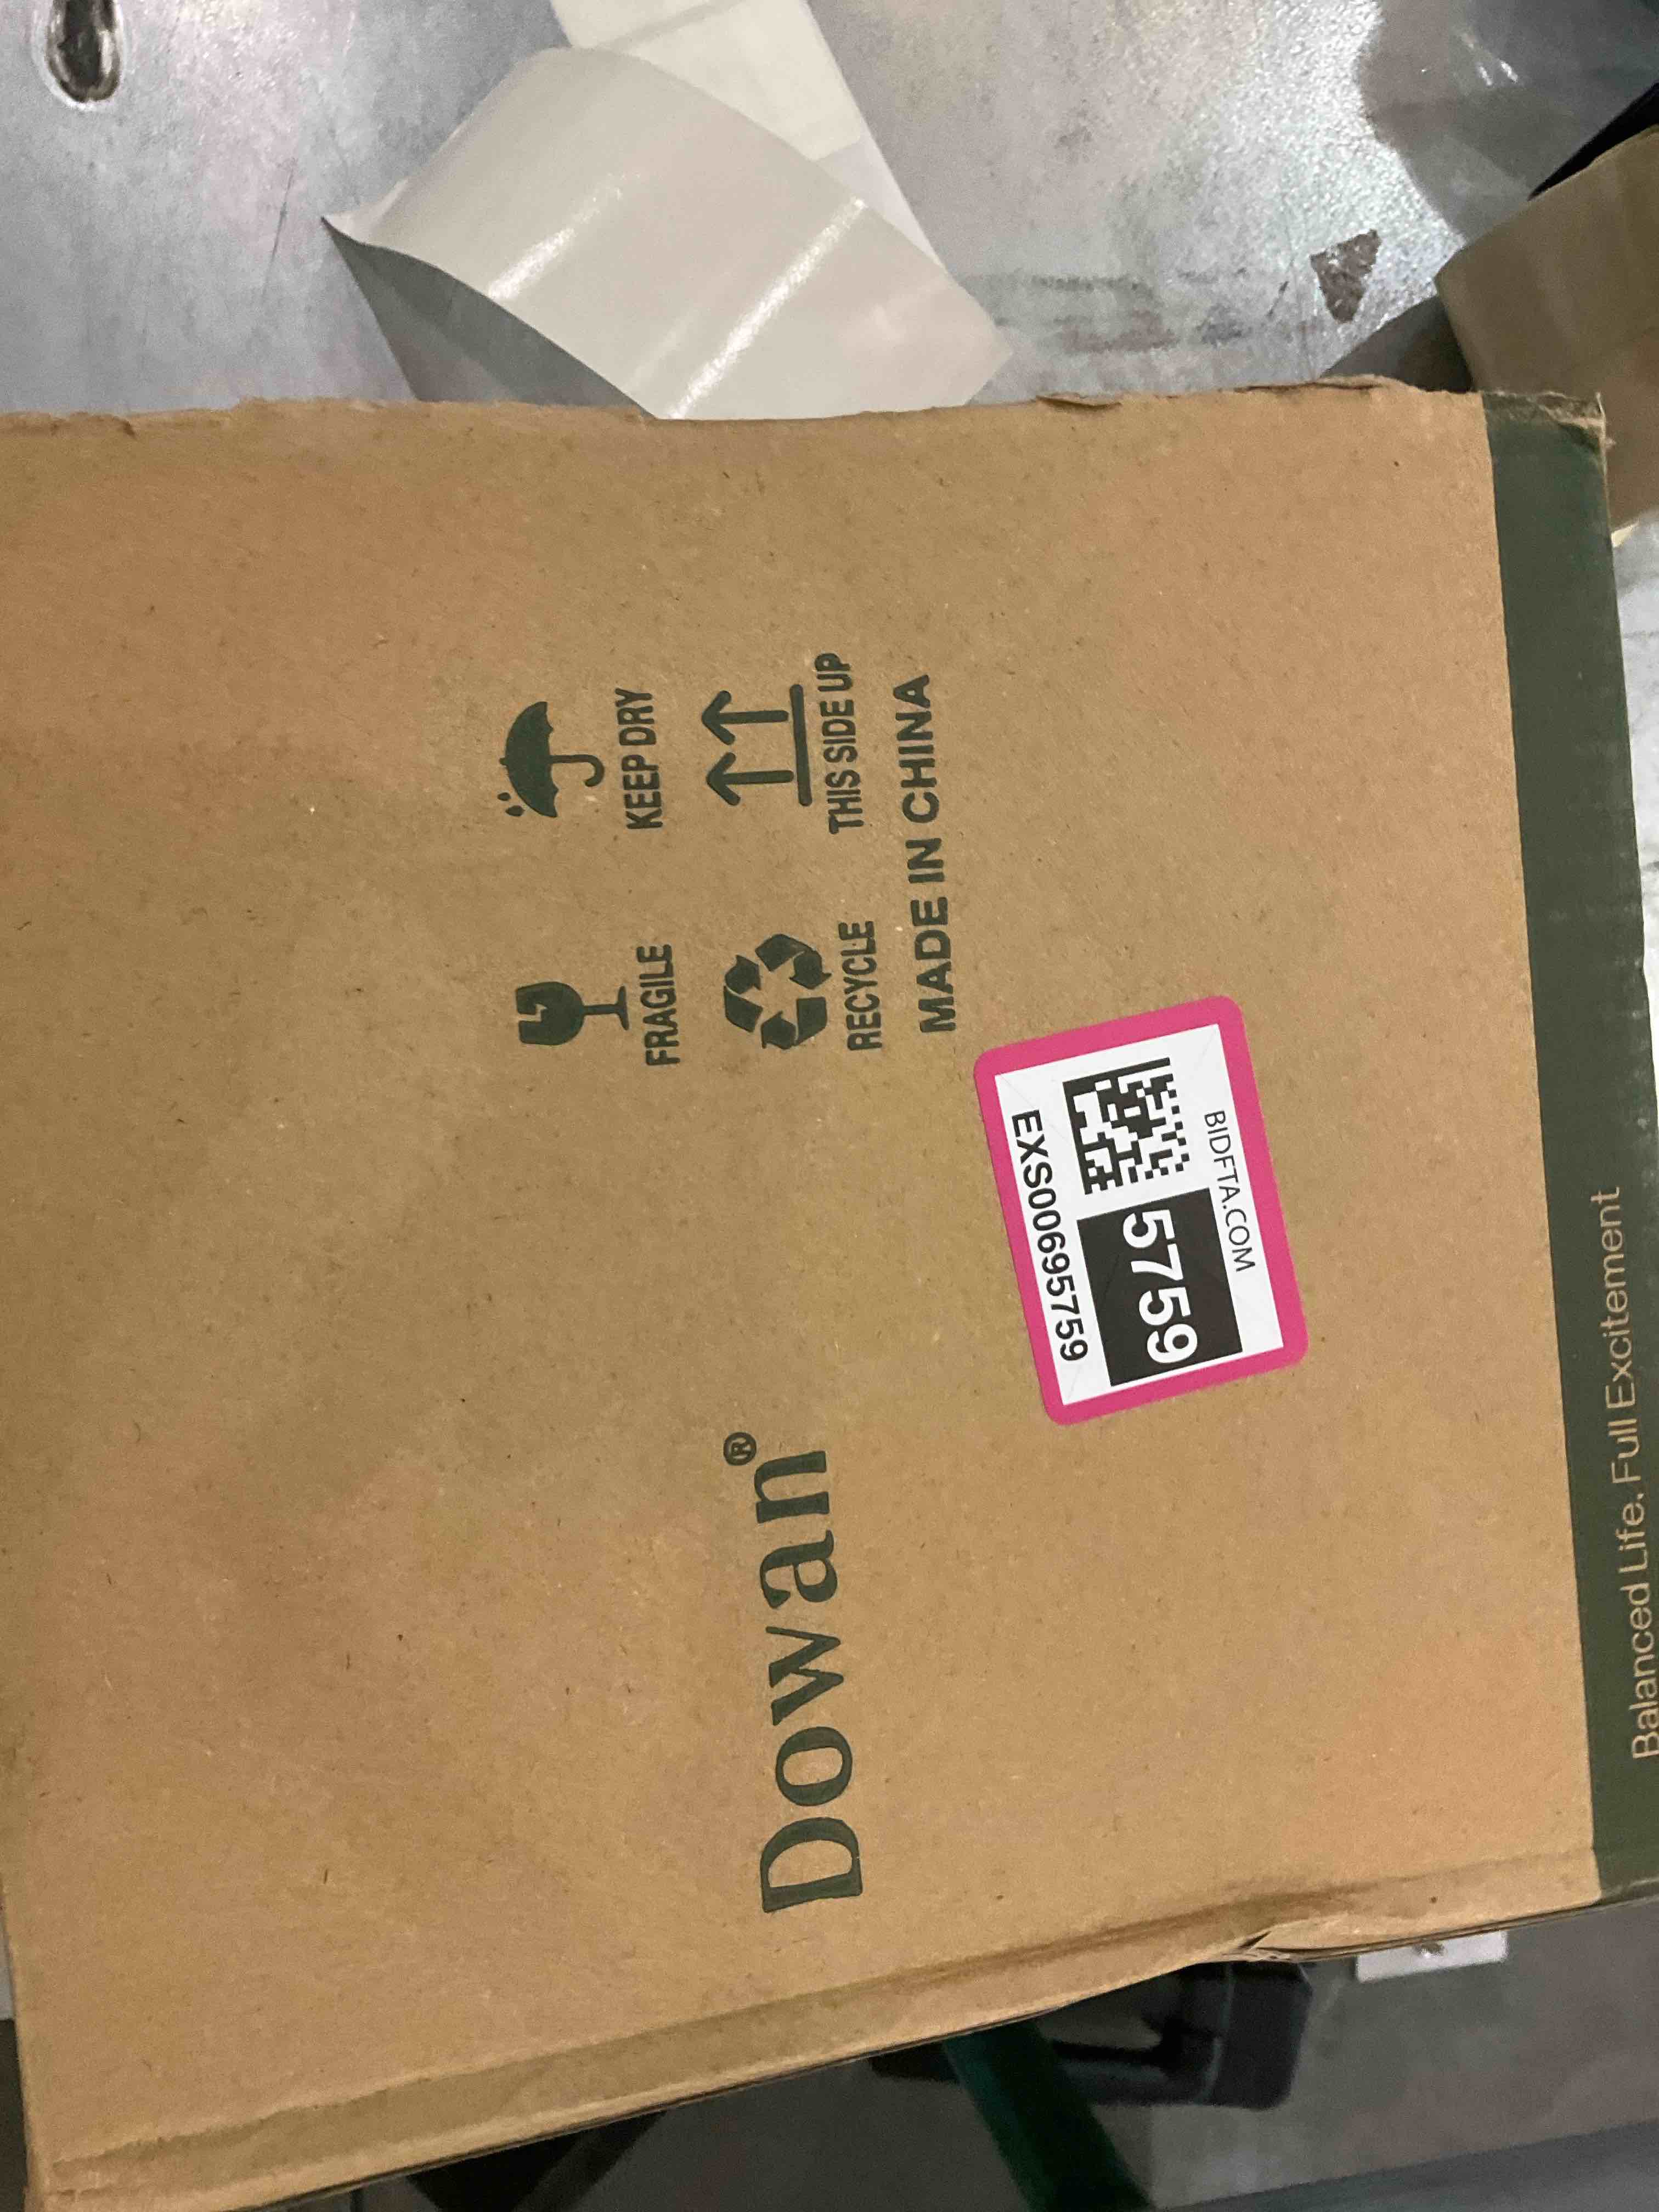 Dowan®
FRAGILE
KEEP DRY
RECYCLE
THIS SIDE UP
MADE IN CHINA
EXS00695759
5759
BIDFTA.COM
Balanced Life, Full Excitement